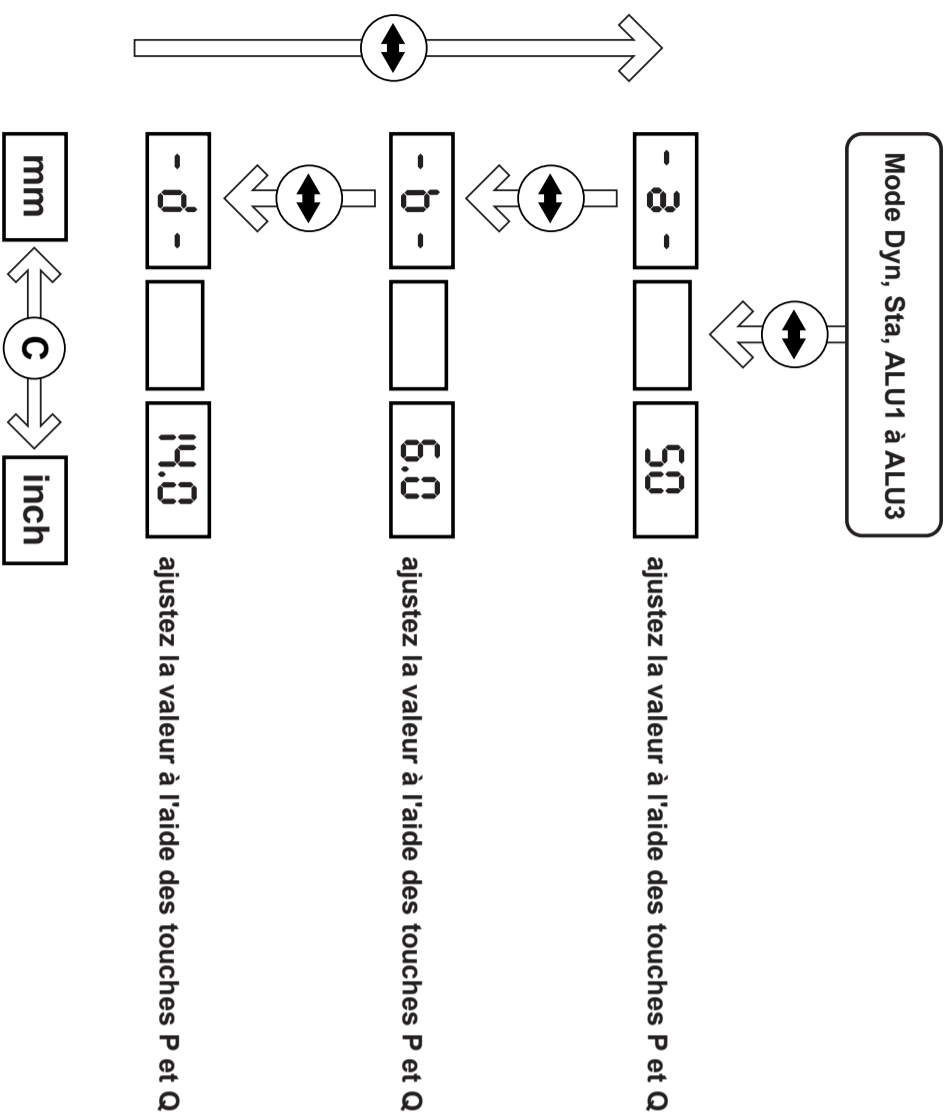 Mode Dyn, Sta, ALU1 à ALU3
- a - 50 ajustez la valeur à l'aide des touches P et Q
- b - 6.0 ajustez la valeur à l'aide des touches P et Q
- d - 14.0 ajustez la valeur à l'aide des touches P et Q
mm C inch